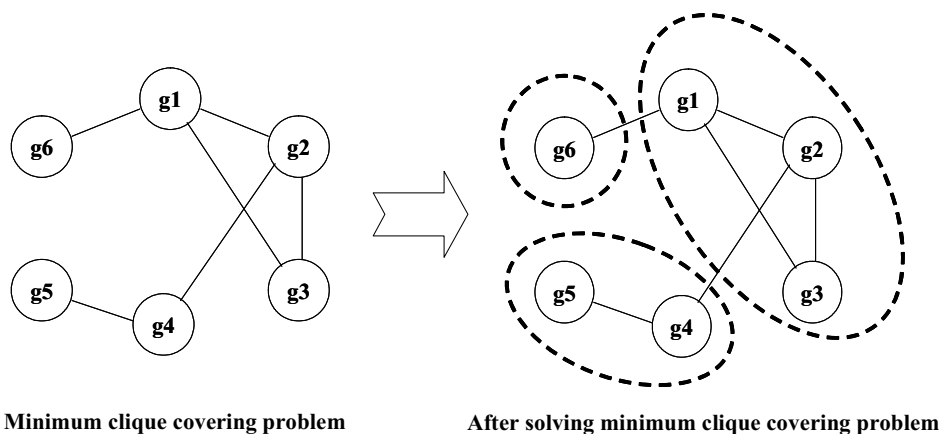 g1
g6
g2
g5
g4
g3
g1
g6
g2
g5
g4
g3
Minimum clique covering problem
After solving minimum clique covering problem